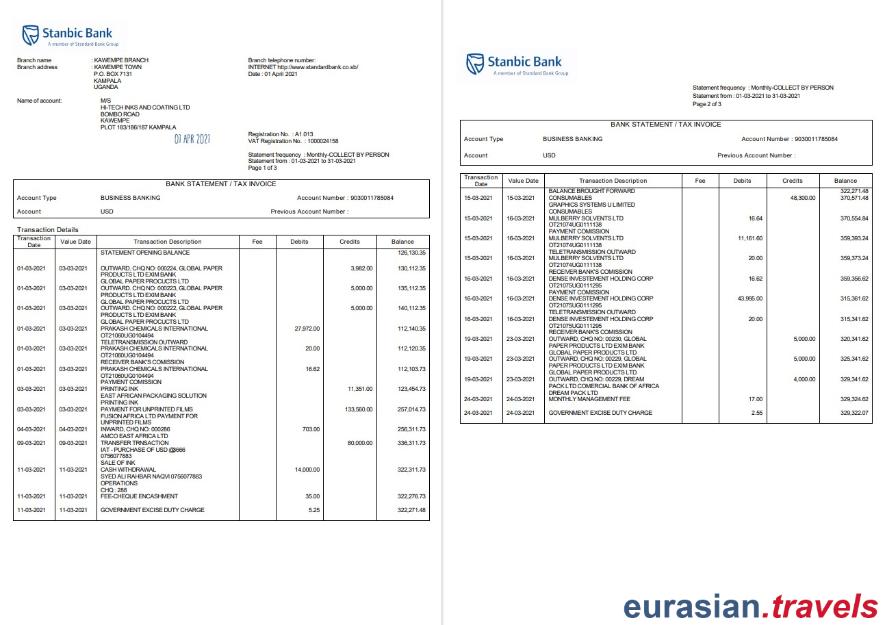 Stanbic Bank
A member of Standard Bank Group
Branch name : KAWEMPE BRANCH
Branch address : KAWEMPE TOWN
P.O. BOX 7131
KAMPALA
UGANDA
Branch telephone number:
INTERNET http://www.standardbank.co.sb/
Date : 01 April 2021
Name of account: M/S
HI-TECH INKS AND COATING LTD
BOMBO ROAD
KAWEMPE
PLOT 103/186/187 KAMPALA
01 APR 2021
Registration No. : A1 013
VAT Registration No. : 1000024158
Statement frequency : Monthly-COLLECT BY PERSON
Statement from : 01-03-2021 to 31-03-2021
Page 1 of 3
BANK STATEMENT / TAX INVOICE
Account Type BUSINESS BANKING Account Number : 9030011785084
Account USD Previous Account Number :
Transaction Details
Transaction Date Value Date Transaction Description Fee Debits Credits Balance
STATEMENT OPENING BALANCE 126,130.35
01-03-2021 03-03-2021 OUTWARD, CHQ NO: 000224, GLOBAL PAPER 3,982.00 130,112.35
PRODUCTS LTD EXIM BANK
GLOBAL PAPER PROCUCTS LTD
01-03-2021 03-03-2021 OUTWARD, CHQ NO: 000223, GLOBAL PAPER 5,000.00 135,112.35
PRODUCTS LTD EXIM BANK
GLOBAL PAPER PRODUCTS LTD
01-03-2021 03-03-2021 OUTWARD, CHQ NO: 000222, GLOBAL PAPER 5,000.00 140,112.35
PRODUCTS LTD EXIM BANK
GLOBAL PAPER PRODUCTS LTD
01-03-2021 03-03-2021 PRAKASH CHEMICALS INTERNATIONAL 27,972.00 112,140.35
OT21060UG0104494
TELETRANSMISSION OUTWARD
01-03-2021 03-03-2021 PRAKASH CHEMICALS INTERNATIONAL 20.00 112,120.35
OT21060UG0104494
RECEIVER BANK'S COMISSION
01-03-2021 03-03-2021 PRAKASH CHEMICALS INTERNATIONAL 16.62 112,103.73
OT21060UG0104494
PAYMENT COMISSION
03-03-2021 03-03-2021 PRINTING INK 11,351.00 123,454.73
EAST AFRICAN PACKAGING SOLUTION
PRINTING INK
03-03-2021 03-03-2021 PAYMENT FOR UNPRINTED FILMS 133,560.00 257,014.73
FUSION AFRICA LTD PAYMENT FOR
UNPRINTED FILMS
04-03-2021 04-03-2021 INWARD, CHQ NO: 000286 703.00 256,311.73
AMCO EAST AFRICA LTD
09-03-2021 09-03-2021 TRANSFER TRNSACTION 80,000.00 336,311.73
IAT - PURCHASE OF USD @3666
0756077883
SALE OF INK
11-03-2021 11-03-2021 CASH WITHDRAWAL 14,000.00 322,311.73
SYED ALI RAHBAR NAQVI 0756077883
OPERATIONS
CHQ : 288
11-03-2021 11-03-2021 FEE-CHEQUE ENCASHMENT 35.00 322,276.73
11-03-2021 11-03-2021 GOVERNMENT EXCISE DUTY CHARGE 5.25 322,271.48
Stanbic Bank
A member of Standard Bank Group
Statement frequency : Monthly-COLLECT BY PERSON
Statement from : 01-03-2021 to 31-03-2021
Page 2 of 3
BANK STATEMENT / TAX INVOICE
Account Type BUSINESS BANKING Account Number : 9030011785084
Account USD Previous Account Number :
Transaction Date Value Date Transaction Description Fee Debits Credits Balance
BALANCE BROUGHT FORWARD 322,271.48
15-03-2021 15-03-2021 CONSUMABLES 48,300.00 370,571.48
GRAPHICS SYSTEMS U LIMITED
CONSUMABLES
15-03-2021 16-03-2021 MULBERRY SOLVENTS LTD 16.64 370,554.84
OT21074UG0111138
PAYMENT COMISSION
15-03-2021 16-03-2021 MULBERRY SOLVENTS LTD 11,161.60 359,393.24
OT21074UG0111138
TELETRANSMISSION OUTWARD
15-03-2021 16-03-2021 MULBERRY SOLVENTS LTD 20.00 359,373.24
OT21074UG0111138
RECEIVER BANK'S COMISSION
16-03-2021 16-03-2021 DENSE INVESTEMENT HOLDING CORP 16.62 359,356.62
OT21075UG0111295
PAYMENT COMISSION
16-03-2021 16-03-2021 DENSE INVESTEMENT HOLDING CORP 43,995.00 315,361.62
OT21075UG0111295
TELETRANSMISSION OUTWARD
16-03-2021 16-03-2021 DENSE INVESTEMENT HOLDING CORP 20.00 315,341.62
OT21075UG0111295
RECEIVER BANK'S COMISSION
19-03-2021 23-03-2021 OUTWARD, CHQ NO: 00230, GLOBAL 5,000.00 320,341.62
PAPER PRODUCTS LTD EXIM BANK
GLOBAL PAPER PRODUCTS LTD
19-03-2021 23-03-2021 OUTWARD, CHQ NO: 00229, GLOBAL 5,000.00 325,341.62
PAPER PRODUCTS LTD EXIM BANK
GLOBAL PAPER PRODUCTS LTD
19-03-2021 23-03-2021 OUTWARD, CHQ NO: 00229, DREAM 4,000.00 329,341.62
PACK LTD COMERCIAL BANK OF AFRICA
DREAM PACK LTD
24-03-2021 24-03-2021 MONTHLY MANAGEMENT FEE 17.00 329,324.62
24-03-2021 24-03-2021 GOVERNMENT EXCISE DUTY CHARGE 2.55 329,322.07
eurasian.travels